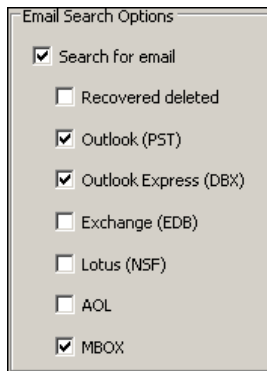 Email Search Options
Search for email
Recovered deleted
Outlook (PST)
Outlook Express (DBX)
Exchange (EDB)
Lotus (NSF)
AOL
MBOX